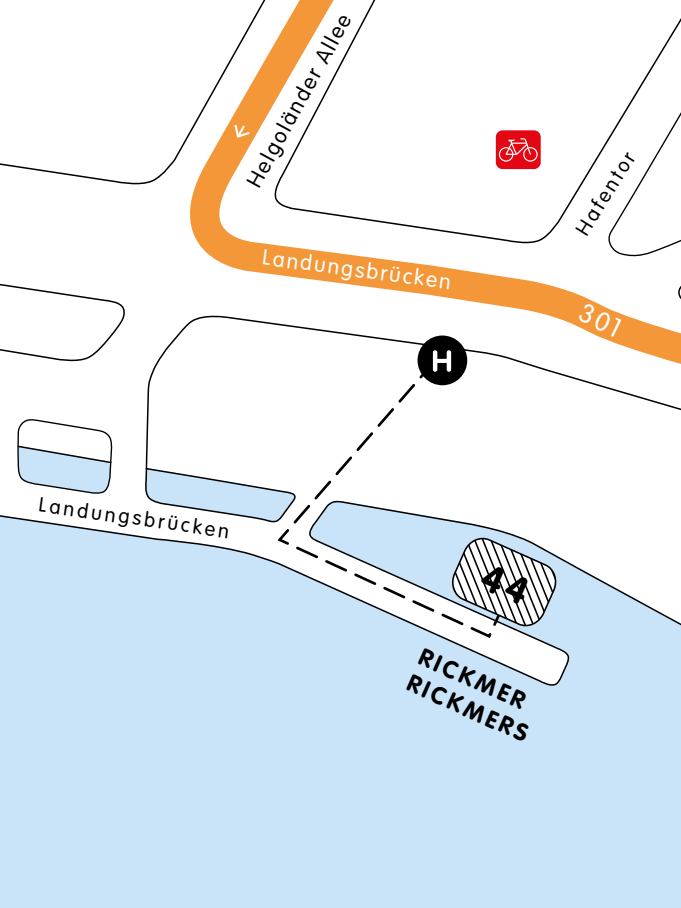 Helgoländer Allee
Hafentor
Landungsbrücken
301
H
Landungsbrücken
44
RICKMER
RICKMERS